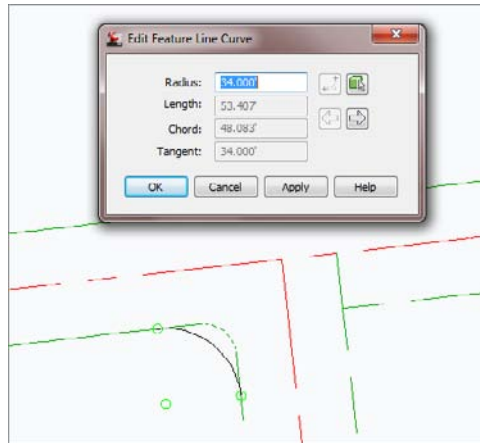 Edit Feature Line Curve
Radius: 34.000'
Length: 53.407'
Chord: 48.083'
Tangent: 34.000'
OK Cancel Apply Help